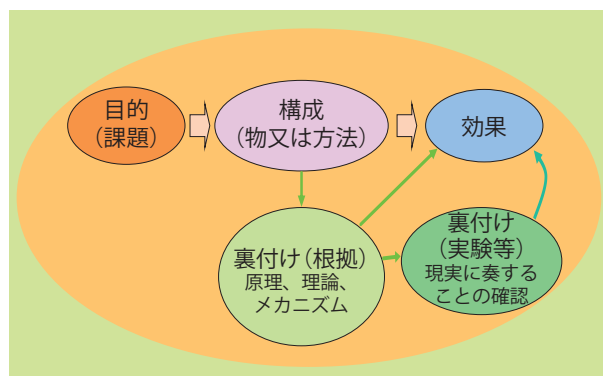 目的
（課題）
構成
（物又は方法）
効果
裏付け（根拠）
原理、理論、
メカニズム
裏付け
（実験等）
現実に奏する
ことの確認